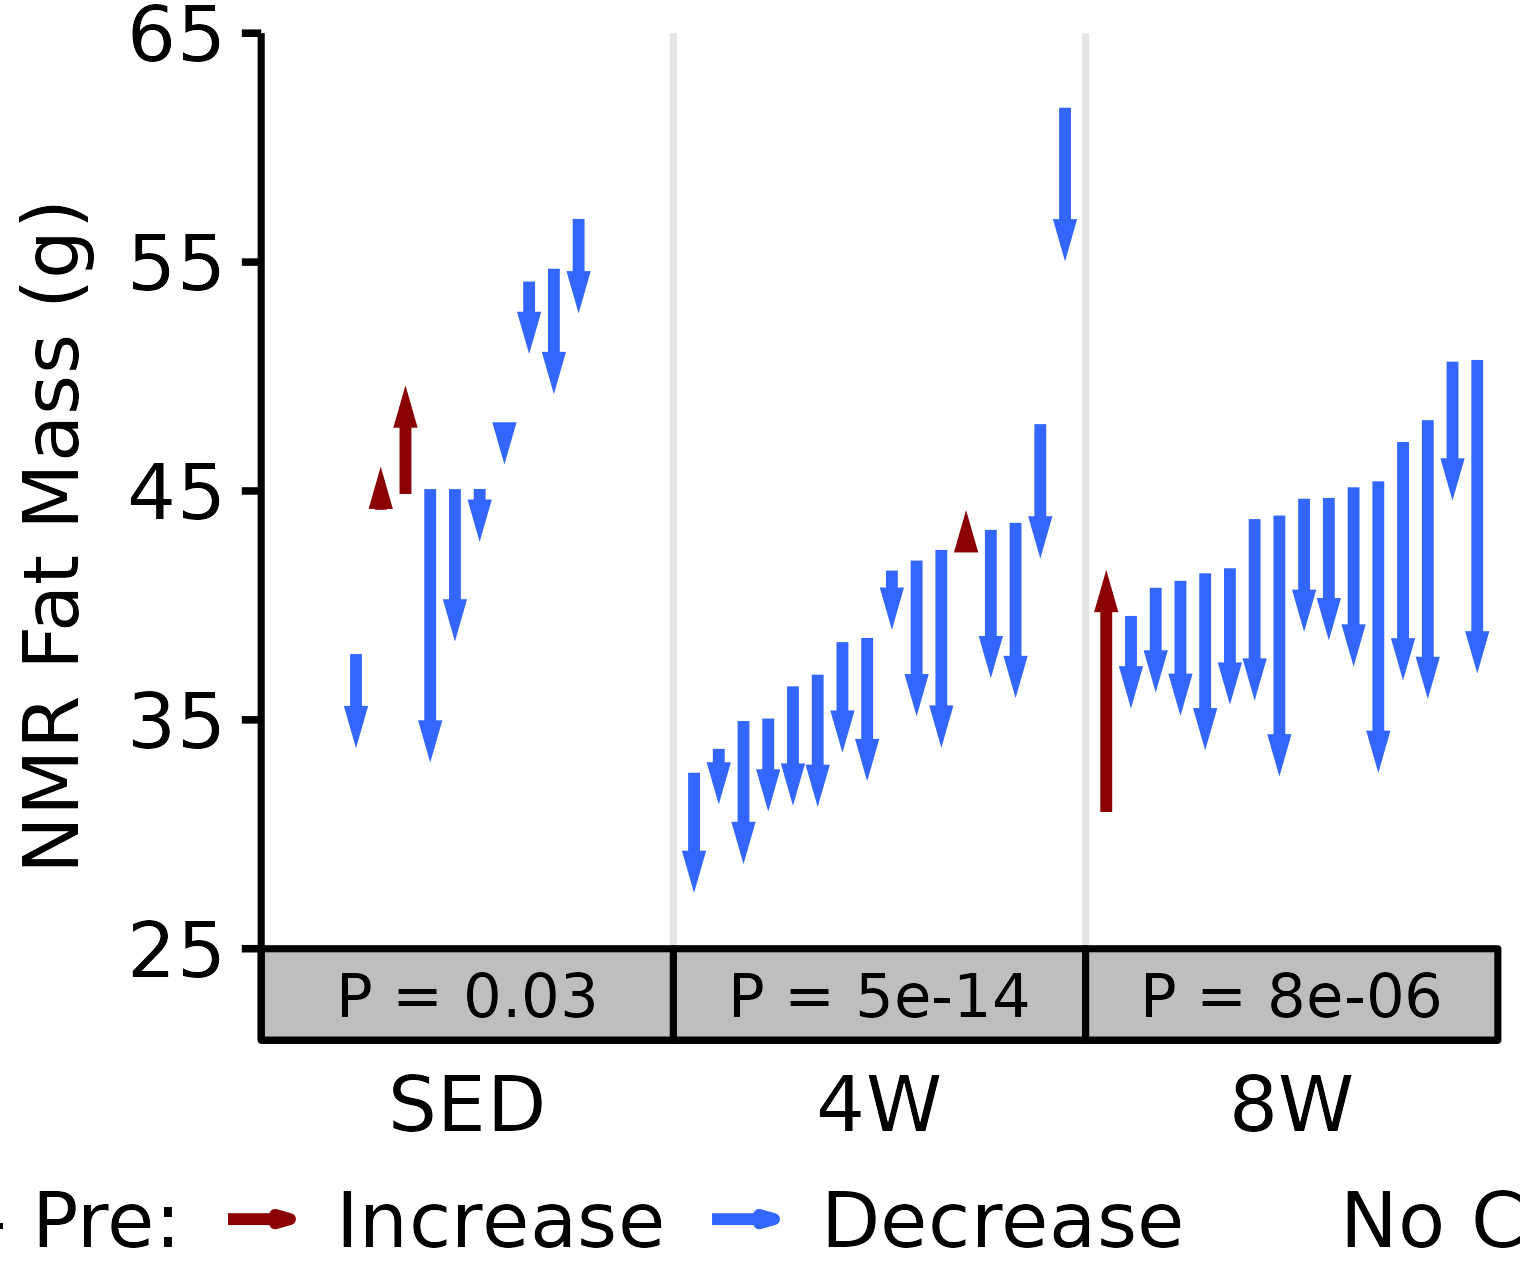 NMR Fat Mass (g)
65
55
45
35
25
P = 0.03 P = 5e-14 P = 8e-06
SED 4W 8W
- Pre: Increase Decrease No C